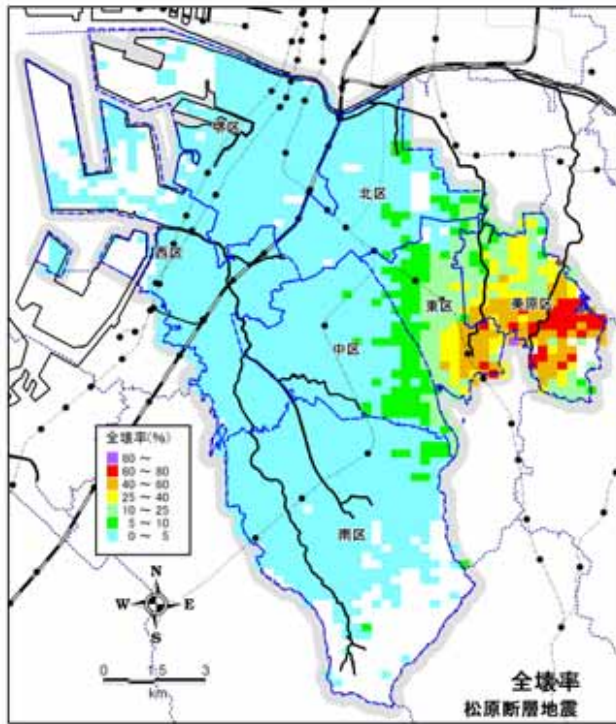 堺区
北区
西区
東区
美原区
中区
全壊率(%)
80 ～
60 ～ 80
40 ～ 60
25 ～ 40
10 ～ 25
5 ～ 10
0 ～ 5
南区
N
W E
S
0 1.5 3
km
全壊率
松原断層地震